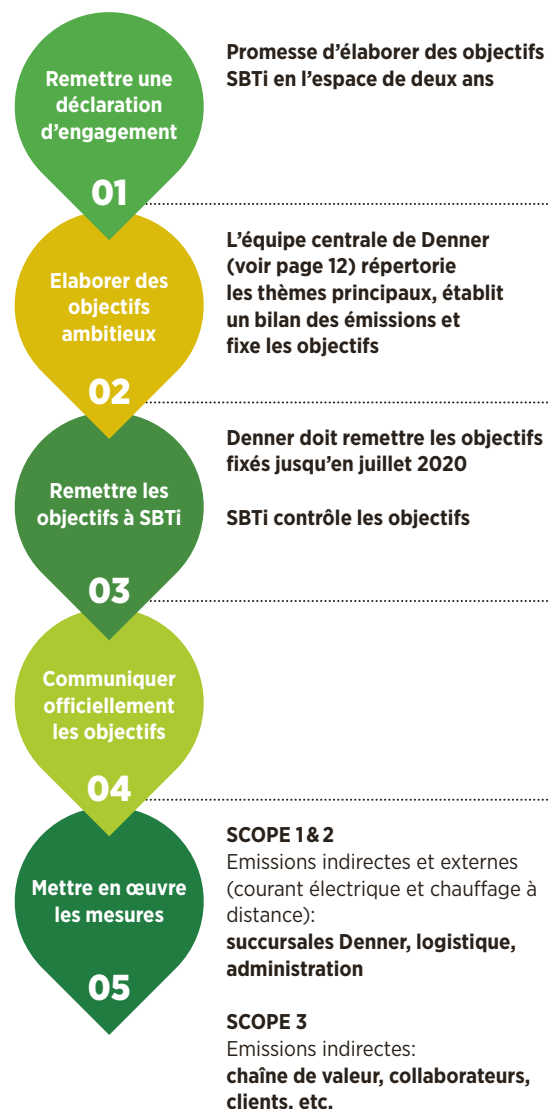 Remettre une
déclaration
d'engagement
01
Promesse d'élaborer des objectifs
SBTi en l'espace de deux ans
Elaborer des
objectifs
ambitieux
02
L'équipe centrale de Denner
(voir page 12) répertorie
les thèmes principaux, établit
un bilan des émissions et
fixe les objectifs
Remettre les
objectifs à SBTi
03
Denner doit remettre les objectifs
fixés jusqu'en juillet 2020
SBTi contrôle les objectifs
Communiquer
officiellement
les objectifs
04
Mettre en œuvre
les mesures
05
SCOPE 1 & 2
Emissions indirectes et externes
(courant électrique et chauffage à
distance):
succursales Denner, logistique,
administration
SCOPE 3
Emissions indirectes:
chaîne de valeur, collaborateurs,
clients, etc.